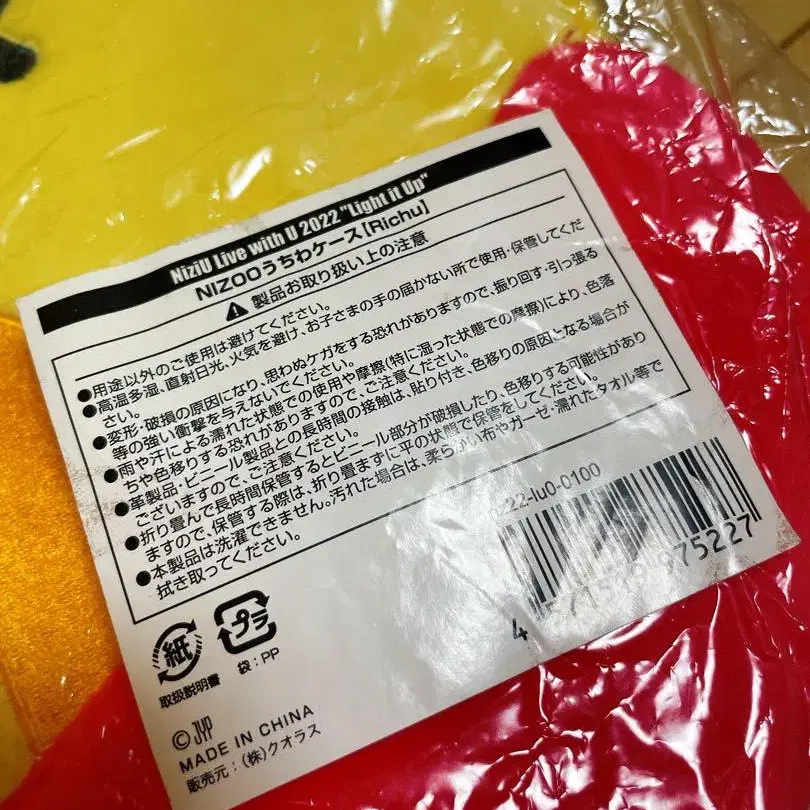 NiziU Live with U 2022 "Light it Up"
NIZOOうちわケース【Richu】
製品お取り扱い上の注意
●用途以外のご使用は避けてください。
●高温多湿、直射日光、火気を避け、お子さまの手の届かない所で使用・保管してくだ
さい。
●変形・破損の原因になり、思わぬケガをする恐れがありますので、振り回す・引っ張る
等の強い衝撃を与えないでください。
●雨や汗による濡れた状態での使用や摩擦(特に湿った状態での摩擦)により、色落
ちや色移りする恐れがありますので、ご注意ください。
●革製品・ビニール製品との長時間の接触は、貼り付き、色移りの原因となる場合が
ございますので、ご注意ください。
●折り畳んで長時間保管するとビニール部分が破損したり、色移りする可能性があり
ますので、保管する際は、折り畳まずに平の状態で保管をしてください。
●本製品は洗濯できません。汚れた場合は、柔らかい布やガーゼ・濡れたタオル等で
拭き取ってください。
0222-lu0-0100
975227
紙
取扱説明書
プラ
袋：PP
©JYP
MADE IN CHINA
販売元：(株)クオラス